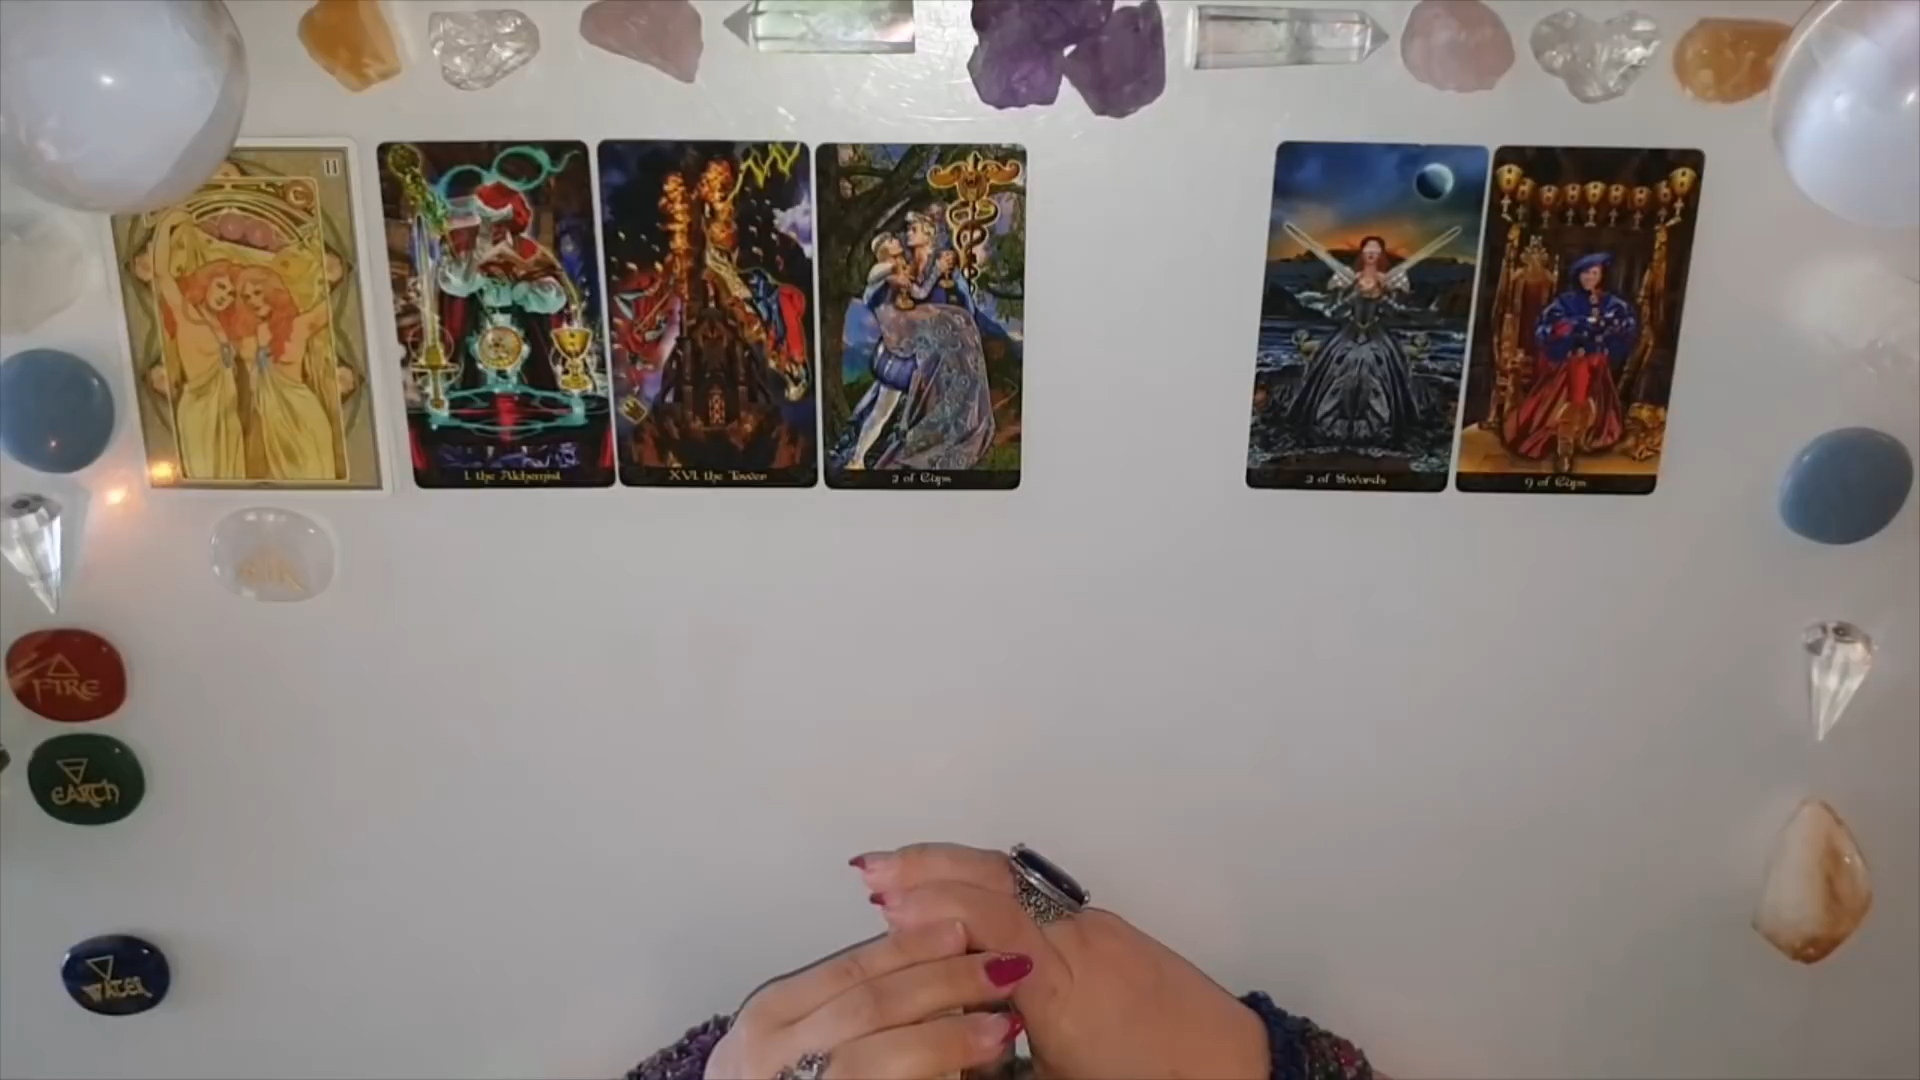 II
I. the Alchemist
XVI. the Tower
2 of Cups
2 of Swords
9 of Cups
AIR
FIRE
EARTH
WATER